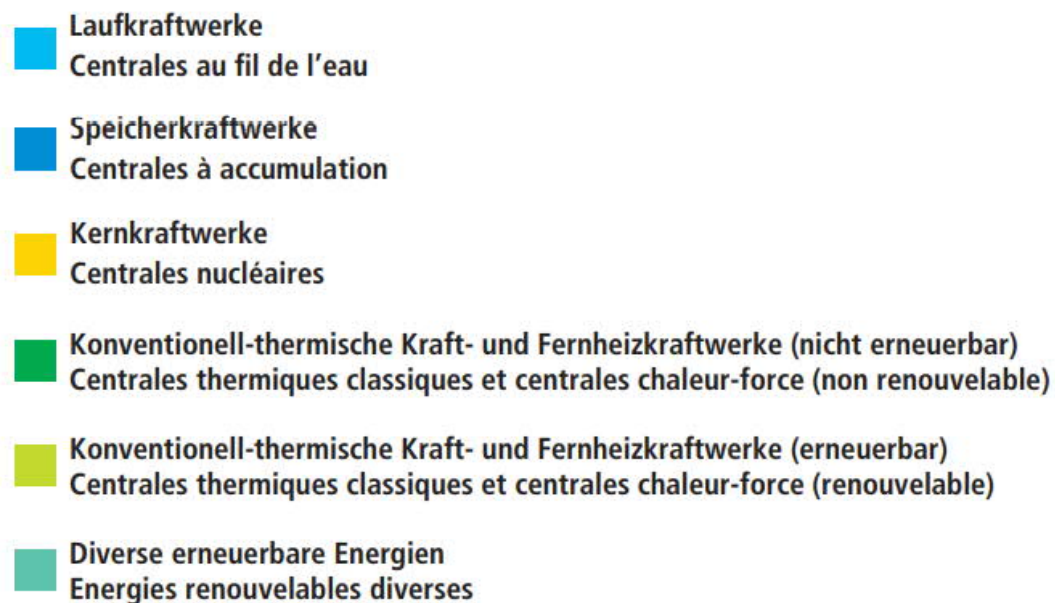 Laufkraftwerke
Centrales au fil de l'eau
Speicherkraftwerke
Centrales à accumulation
Kernkraftwerke
Centrales nucléaires
Konventionell-thermische Kraft- und Fernheizkraftwerke (nicht erneuerbar)
Centrales thermiques classiques et centrales chaleur-force (non renouvelable)
Konventionell-thermische Kraft- und Fernheizkraftwerke (erneuerbar)
Centrales thermiques classiques et centrales chaleur-force (renouvelable)
Diverse erneuerbare Energien
Energies renouvelables diverses